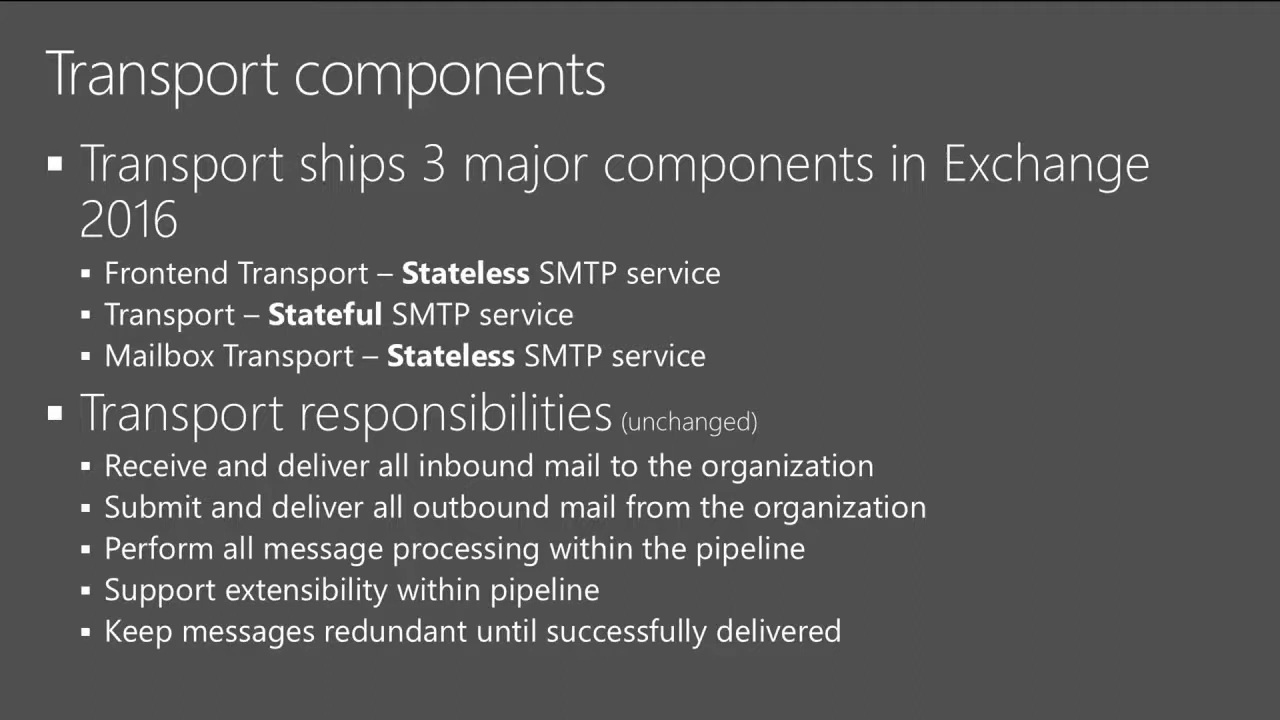 Transport components
▪ Transport ships 3 major components in Exchange
2016
▪ Frontend Transport – Stateless SMTP service
▪ Transport – Stateful SMTP service
▪ Mailbox Transport – Stateless SMTP service
▪ Transport responsibilities (unchanged)
▪ Receive and deliver all inbound mail to the organization
▪ Submit and deliver all outbound mail from the organization
▪ Perform all message processing within the pipeline
▪ Support extensibility within pipeline
▪ Keep messages redundant until successfully delivered